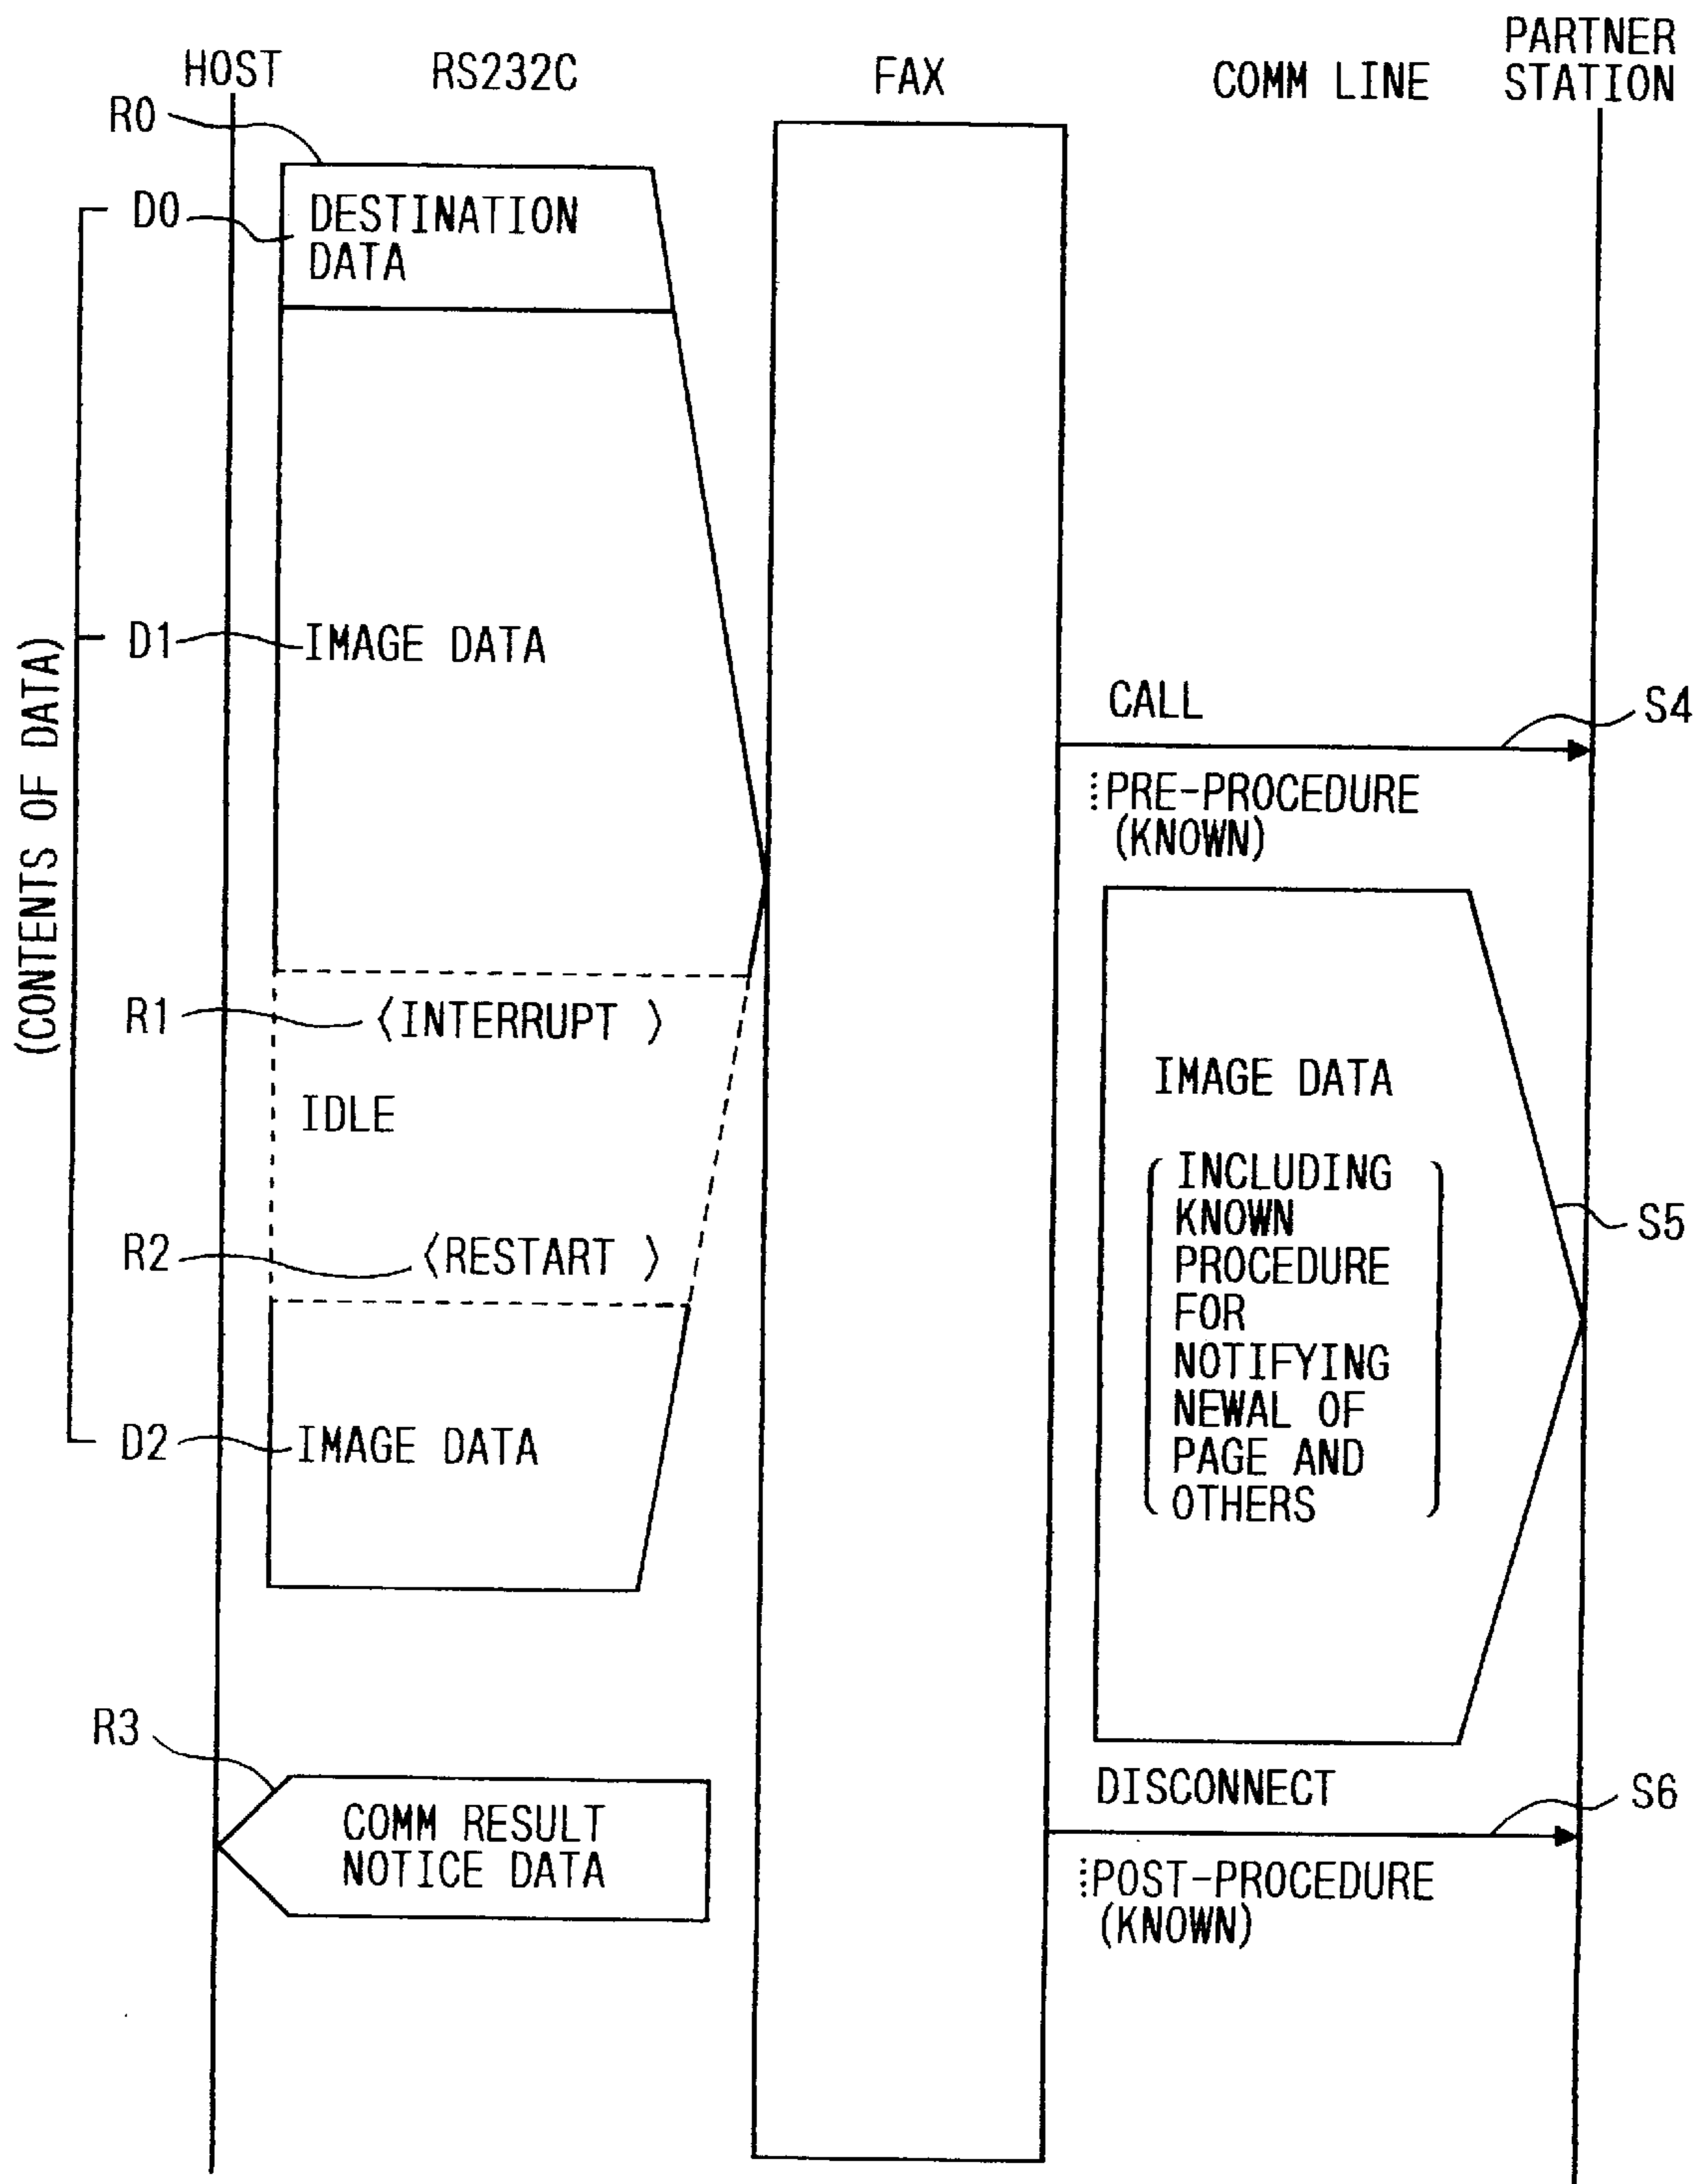 HOST
RS232C
FAX
COMM LINE
PARTNER
STATION
R0
D0
DESTINATION
DATA
(CONTENTS OF DATA)
D1
IMAGE DATA
CALL
S4
PRE-PROCEDURE
(KNOWN)
R1
〈INTERRUPT 〉
IDLE
R2
〈RESTART 〉
IMAGE DATA
INCLUDING
KNOWN
PROCEDURE
FOR
NOTIFYING
NEWAL OF
PAGE AND
OTHERS
S5
D2
IMAGE DATA
R3
COMM RESULT
NOTICE DATA
DISCONNECT
S6
POST-PROCEDURE
(KNOWN)